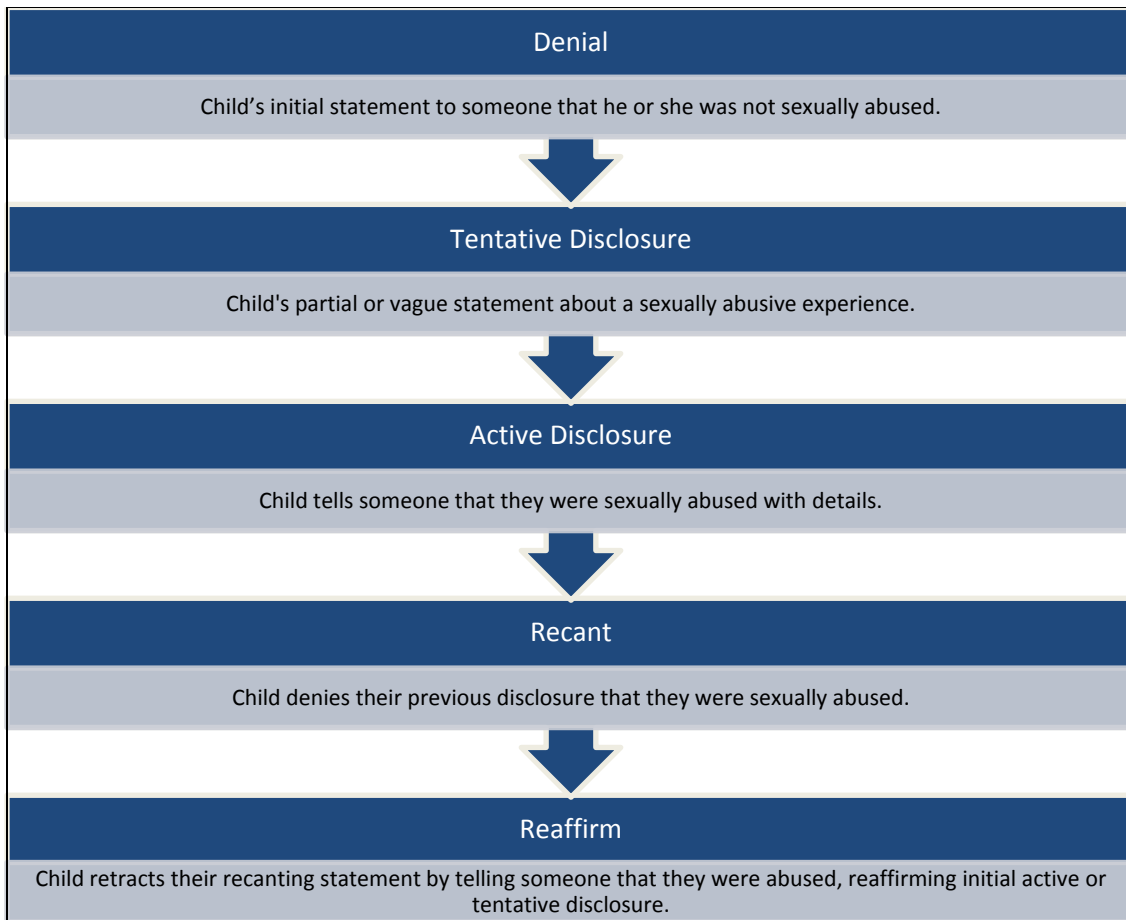 Denial
Child’s initial statement to someone that he or she was not sexually abused.
Tentative Disclosure
Child's partial or vague statement about a sexually abusive experience.
Active Disclosure
Child tells someone that they were sexually abused with details.
Recant
Child denies their previous disclosure that they were sexually abused.
Reaffirm
Child retracts their recanting statement by telling someone that they were abused, reaffirming initial active or
tentative disclosure.